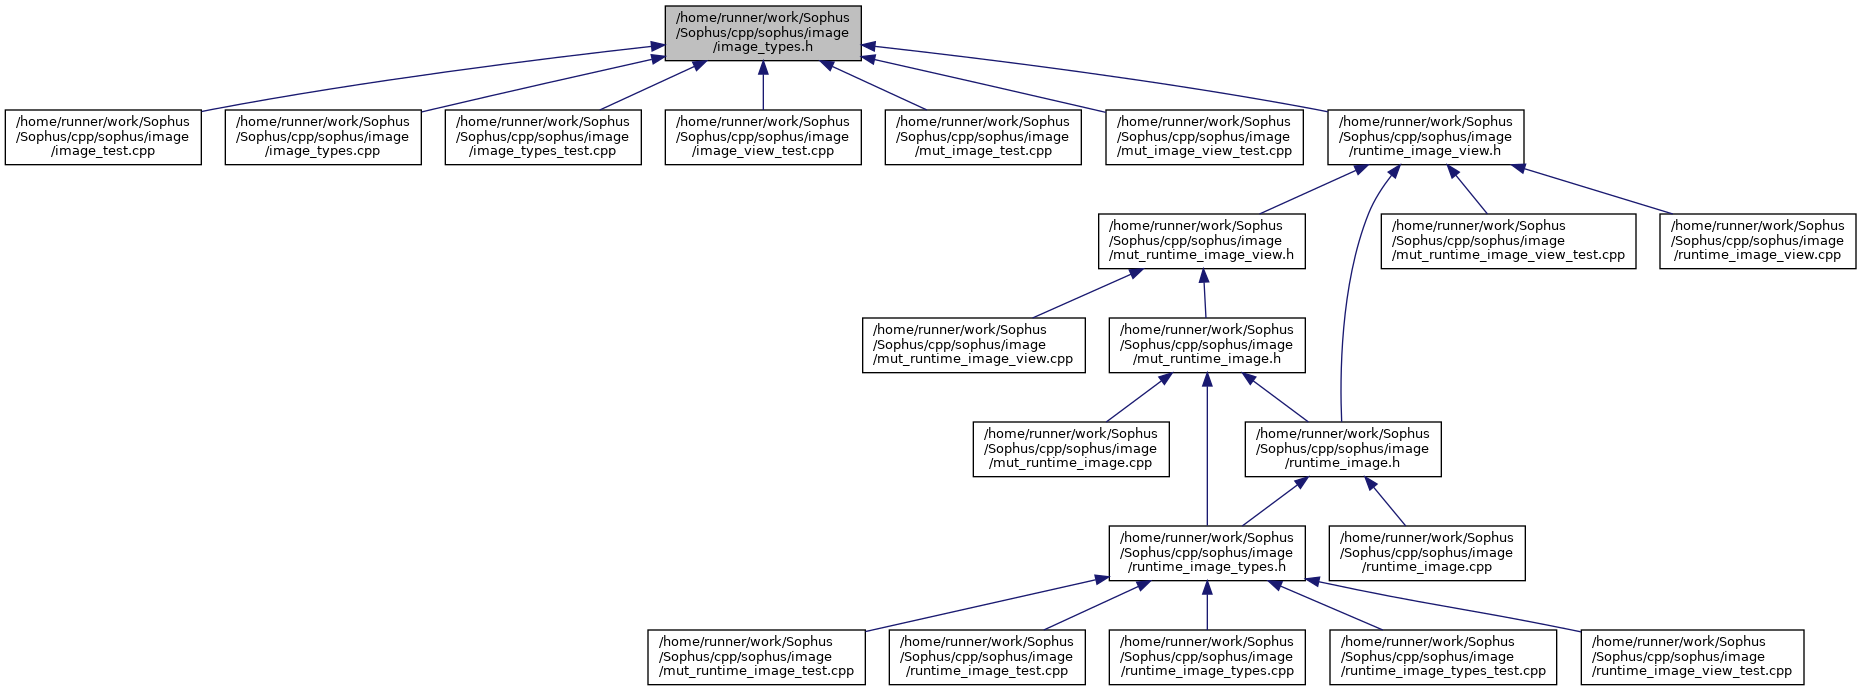 /home/runner/work/Sophus
/Sophus/cpp/sophus/image
/image_types.h
/home/runner/work/Sophus
/Sophus/cpp/sophus/image
/image_test.cpp
/home/runner/work/Sophus
/Sophus/cpp/sophus/image
/image_types.cpp
/home/runner/work/Sophus
/Sophus/cpp/sophus/image
/image_types_test.cpp
/home/runner/work/Sophus
/Sophus/cpp/sophus/image
/image_view_test.cpp
/home/runner/work/Sophus
/Sophus/cpp/sophus/image
/mut_image_test.cpp
/home/runner/work/Sophus
/Sophus/cpp/sophus/image
/mut_image_view_test.cpp
/home/runner/work/Sophus
/Sophus/cpp/sophus/image
/runtime_image_view.h
/home/runner/work/Sophus
/Sophus/cpp/sophus/image
/mut_runtime_image_view.h
/home/runner/work/Sophus
/Sophus/cpp/sophus/image
/mut_runtime_image_view_test.cpp
/home/runner/work/Sophus
/Sophus/cpp/sophus/image
/runtime_image_view.cpp
/home/runner/work/Sophus
/Sophus/cpp/sophus/image
/mut_runtime_image_view.cpp
/home/runner/work/Sophus
/Sophus/cpp/sophus/image
/mut_runtime_image.h
/home/runner/work/Sophus
/Sophus/cpp/sophus/image
/mut_runtime_image.cpp
/home/runner/work/Sophus
/Sophus/cpp/sophus/image
/runtime_image.h
/home/runner/work/Sophus
/Sophus/cpp/sophus/image
/runtime_image_types.h
/home/runner/work/Sophus
/Sophus/cpp/sophus/image
/runtime_image.cpp
/home/runner/work/Sophus
/Sophus/cpp/sophus/image
/mut_runtime_image_test.cpp
/home/runner/work/Sophus
/Sophus/cpp/sophus/image
/runtime_image_test.cpp
/home/runner/work/Sophus
/Sophus/cpp/sophus/image
/runtime_image_types.cpp
/home/runner/work/Sophus
/Sophus/cpp/sophus/image
/runtime_image_types_test.cpp
/home/runner/work/Sophus
/Sophus/cpp/sophus/image
/runtime_image_view_test.cpp